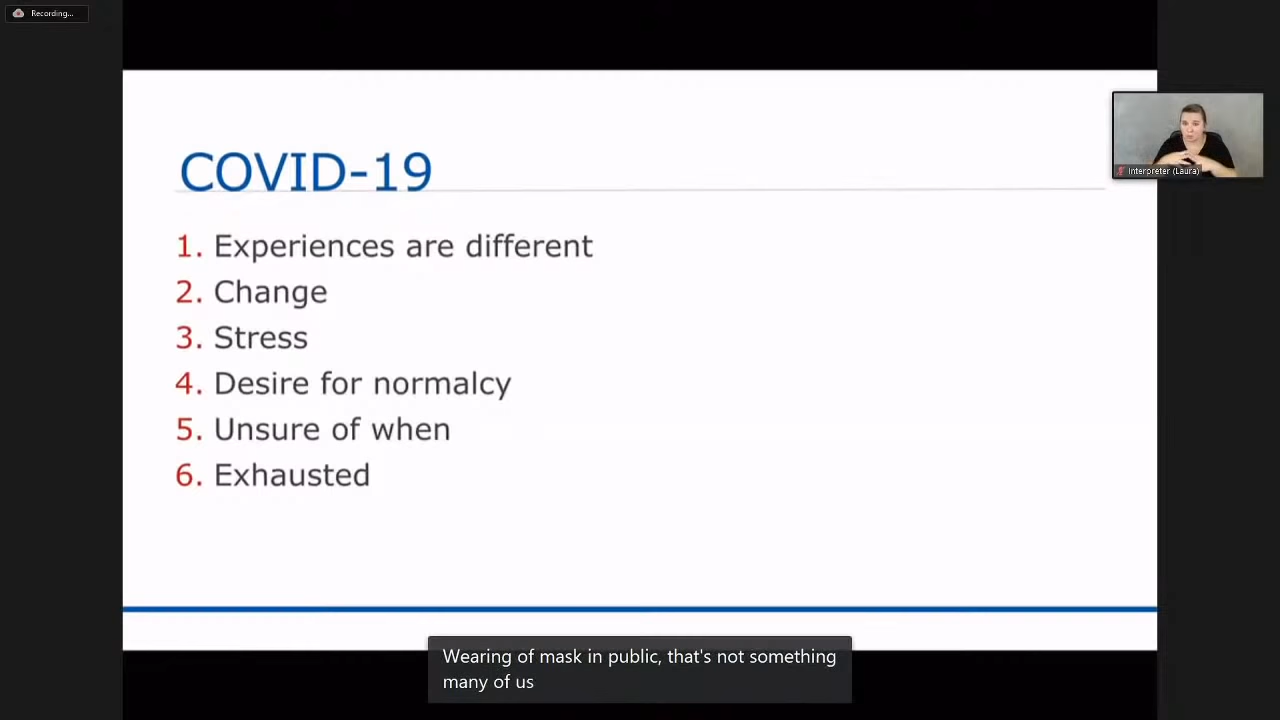 Recording...
COVID-19
1. Experiences are different
2. Change
3. Stress
4. Desire for normalcy
5. Unsure of when
6. Exhausted
Interpreter (Laura)
Wearing of mask in public, that's not something
many of us